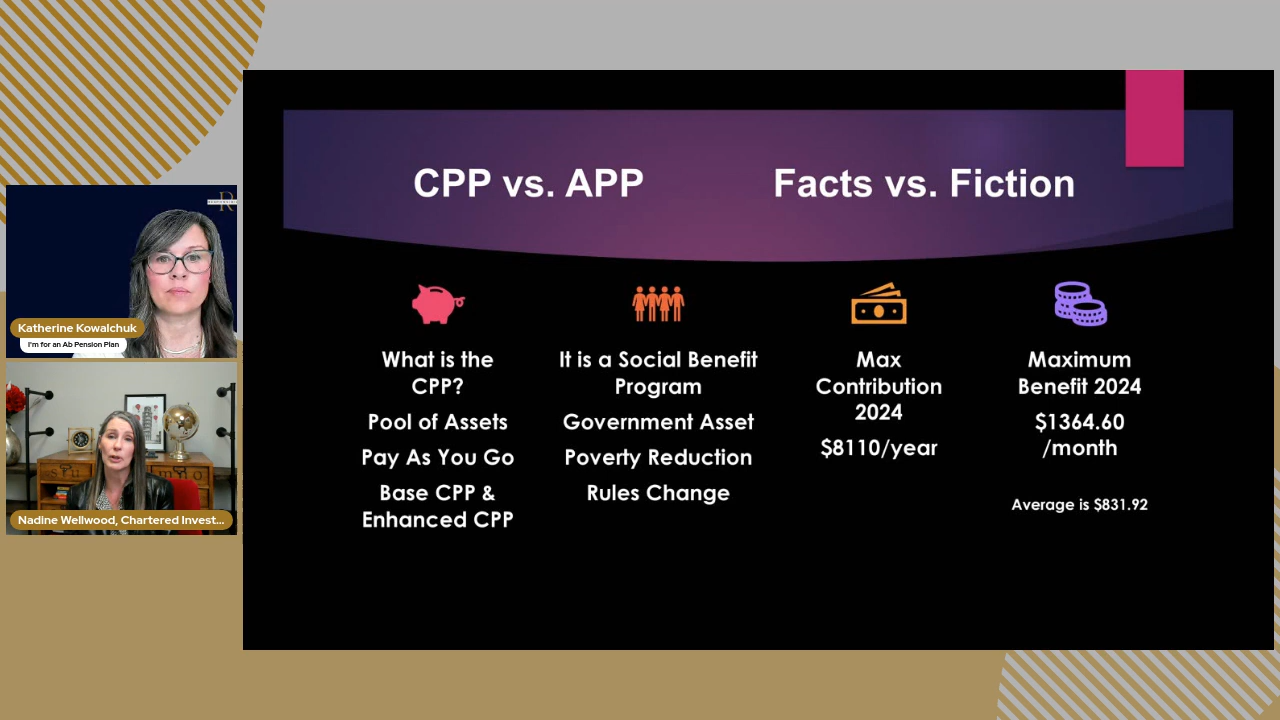 CPP vs. APP Facts vs. Fiction
What is the
CPP?
Pool of Assets
Pay As You Go
Base CPP &
Enhanced CPP
It is a Social Benefit
Program
Government Asset
Poverty Reduction
Rules Change
Max
Contribution
2024
$8110/year
Maximum
Benefit 2024
$1364.60
/month
Average is $831.92
Katherine Kowalchuk
I'm for an Ab Pension Plan
Nadine Wellwood, Chartered Invest...